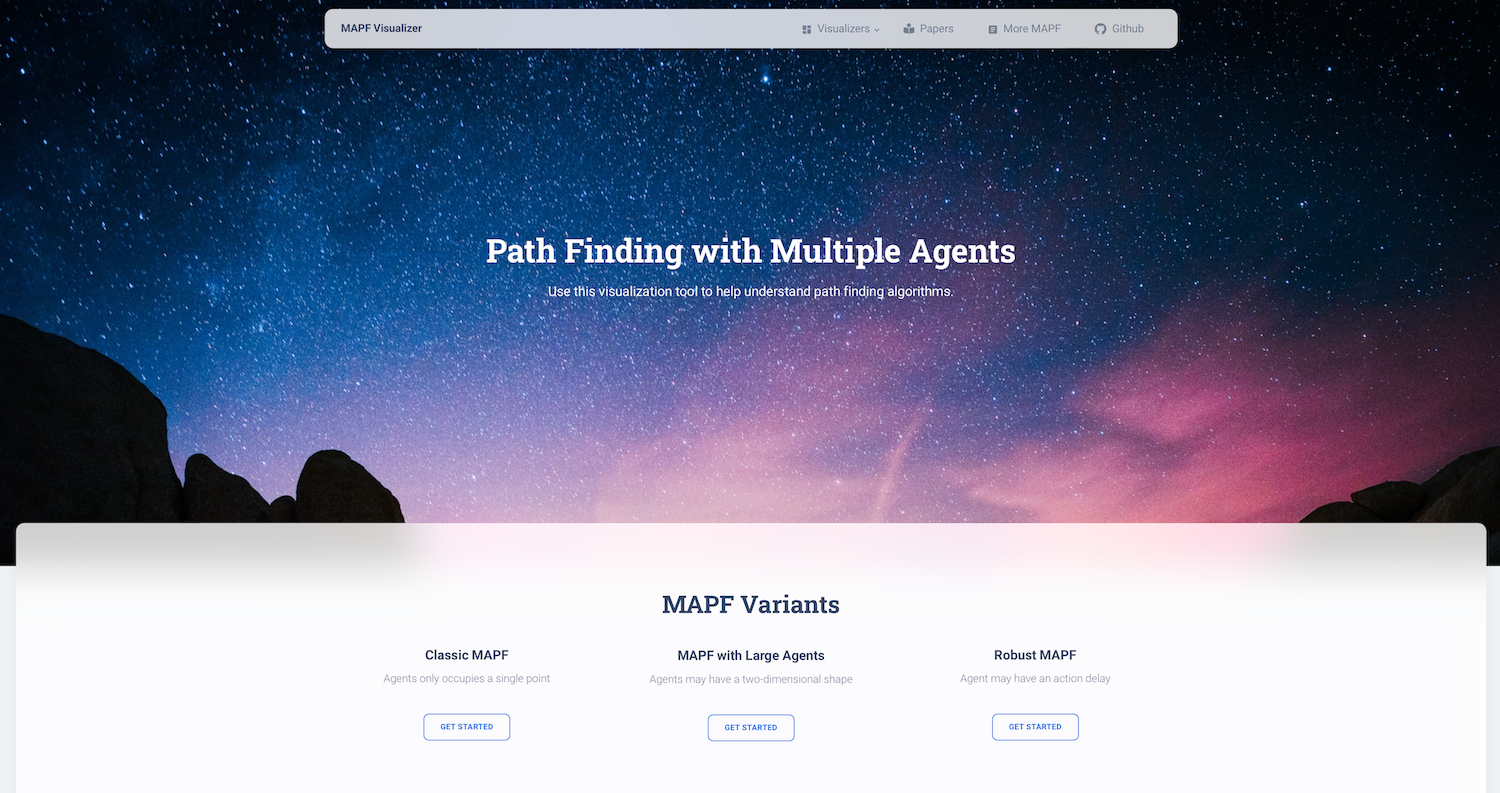 MAPF Visualizer
Visualizers
Papers
More MAPF
Github
Path Finding with Multiple Agents
Use this visualization tool to help understand path finding algorithms.
MAPF Variants
Classic MAPF
Agents only occupies a single point
GET STARTED
MAPF with Large Agents
Agents may have a two-dimensional shape
GET STARTED
Robust MAPF
Agent may have an action delay
GET STARTED